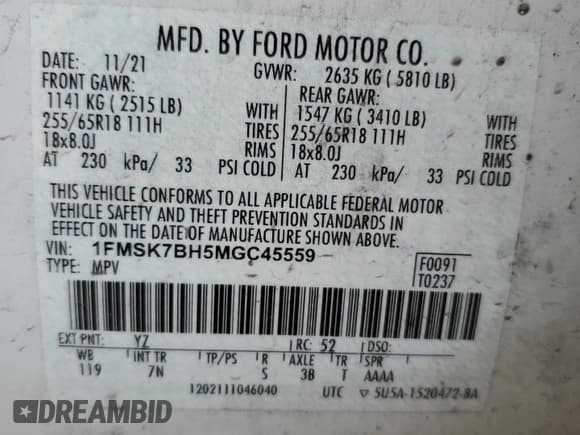 MFD. BY FORD MOTOR CO.
DATE: 11/21 GVWR: 2635 KG ( 5810 LB)
FRONT GAWR: REAR GAWR:
1141 KG ( 2515 LB) WITH 1547 KG ( 3410 LB) WITH
255/65R18 111H TIRES 255/65R18 111H TIRES
18x8.0J RIMS 18x8.0J RIMS
AT 230 kPa/ 33 PSI COLD AT 230 kPa/ 33 PSI COLD
THIS VEHICLE CONFORMS TO ALL APPLICABLE FEDERAL MOTOR
VEHICLE SAFETY AND THEFT PREVENTION STANDARDS IN
EFFECT ON THE DATE OF MANUFACTURE SHOWN ABOVE.
VIN: 1FMSK7BH5MGC45559 F0091
TYPE: MPV T0237
EXT PNT: YZ RC: 52 DSO:
WB INT TR TP/PS R AXLE TR SPR
119 7N S 3B T AAAA
1202111046040 UTC ▽ 5U5A-1520472-BA
DREAMBID